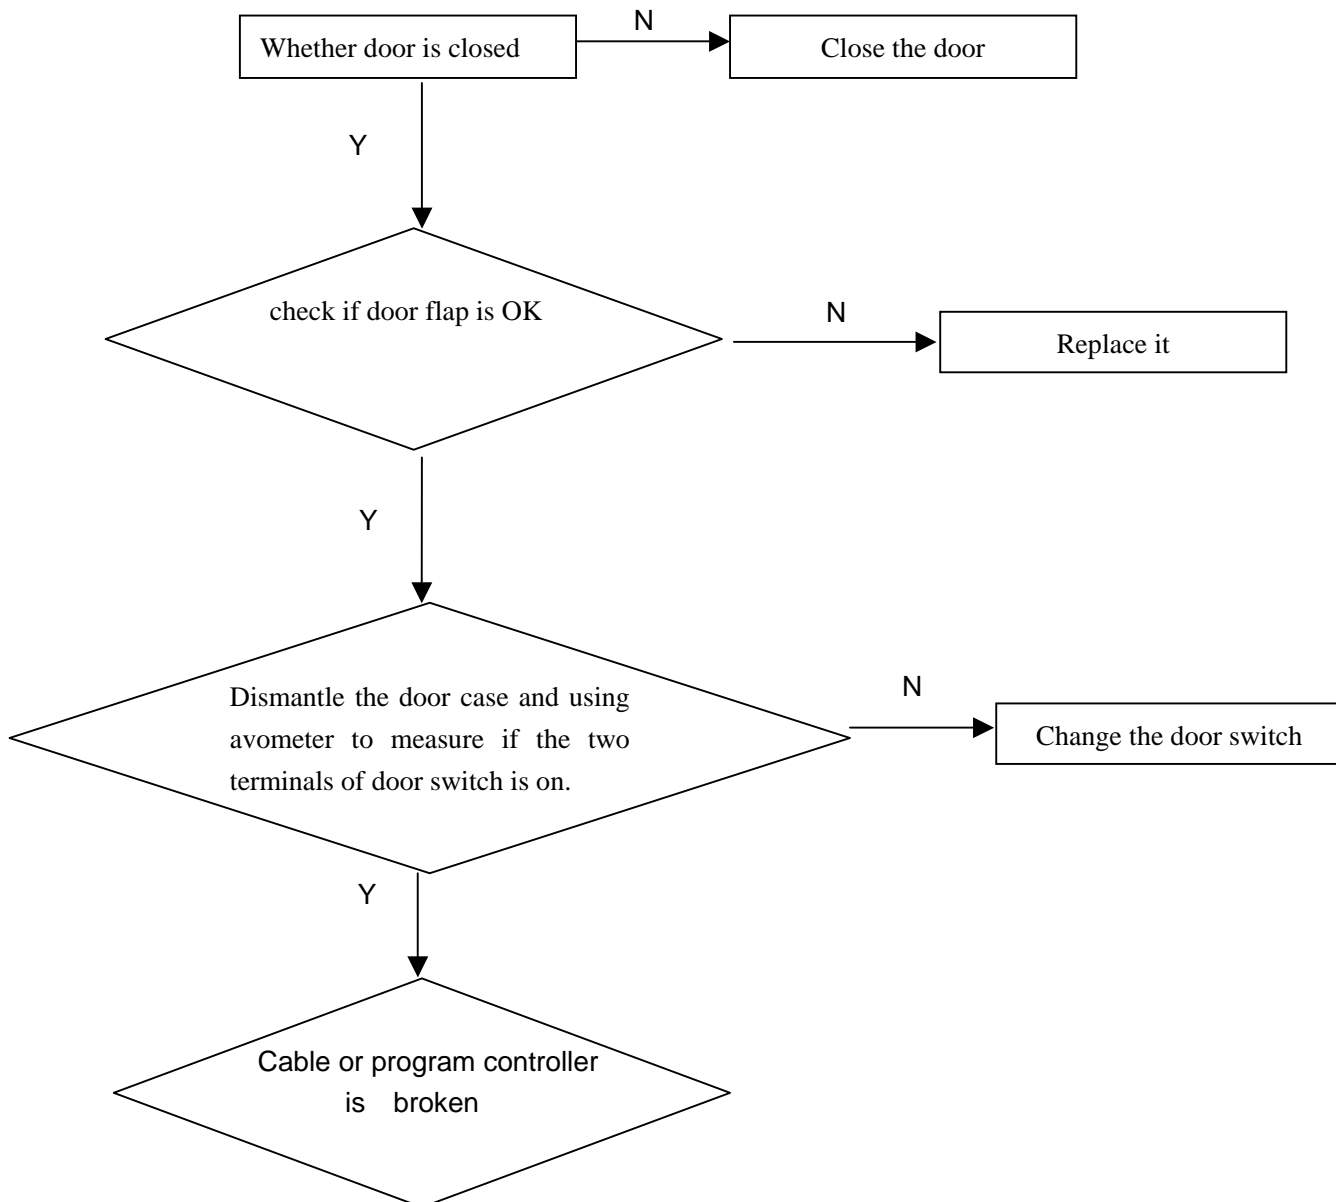 Whether door is closed
N
Close the door
Y
check if door flap is OK
N
Replace it
Y
Dismantle the door case and using
avometer to measure if the two
terminals of door switch is on.
N
Change the door switch
Y
Cable or program controller
is broken